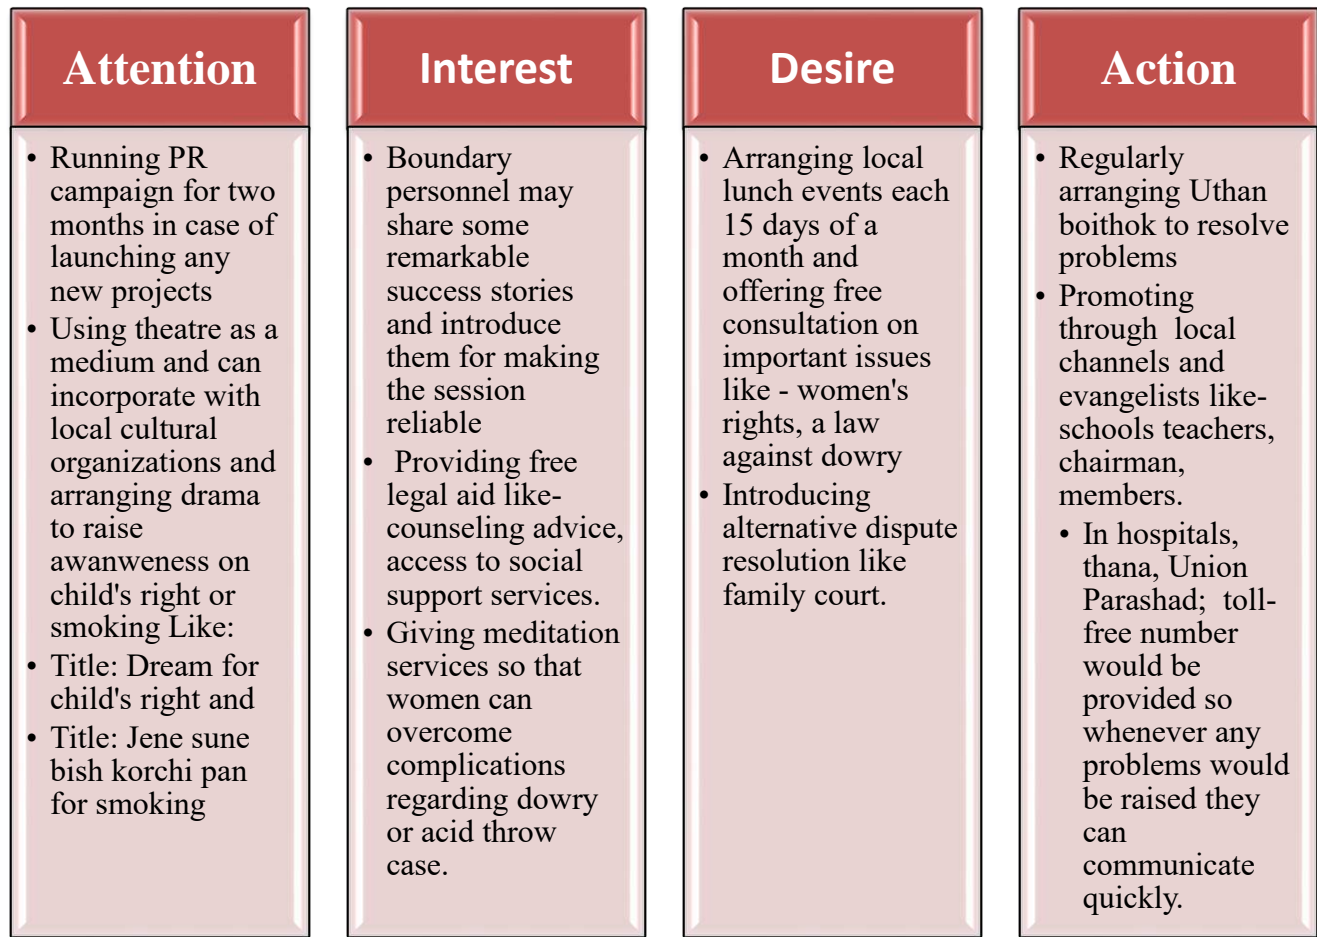 Attention
• Running PR
campaign for two
months in case of
launching any
new projects
• Using theatre as a
medium and can
incorporate with
local cultural
organizations and
arranging drama
to raise
awanweness on
child's right or
smoking Like:
• Title: Dream for
child's right and
• Title: Jene sune
bish korchi pan
for smoking
Interest
• Boundary
personnel may
share some
remarkable
success stories
and introduce
them for making
the session
reliable
• Providing free
legal aid like-
counseling advice,
access to social
support services.
• Giving meditation
services so that
women can
overcome
complications
regarding dowry
or acid throw
case.
Desire
• Arranging local
lunch events each
15 days of a
month and
offering free
consultation on
important issues
like - women's
rights, a law
against dowry
• Introducing
alternative dispute
resolution like
family court.
Action
• Regularly
arranging Uthan
boithok to resolve
problems
• Promoting
through local
channels and
evangelists like-
schools teachers,
chairman,
members.
• In hospitals,
thana, Union
Parashad; toll-
free number
would be
provided so
whenever any
problems would
be raised they
can
communicate
quickly.